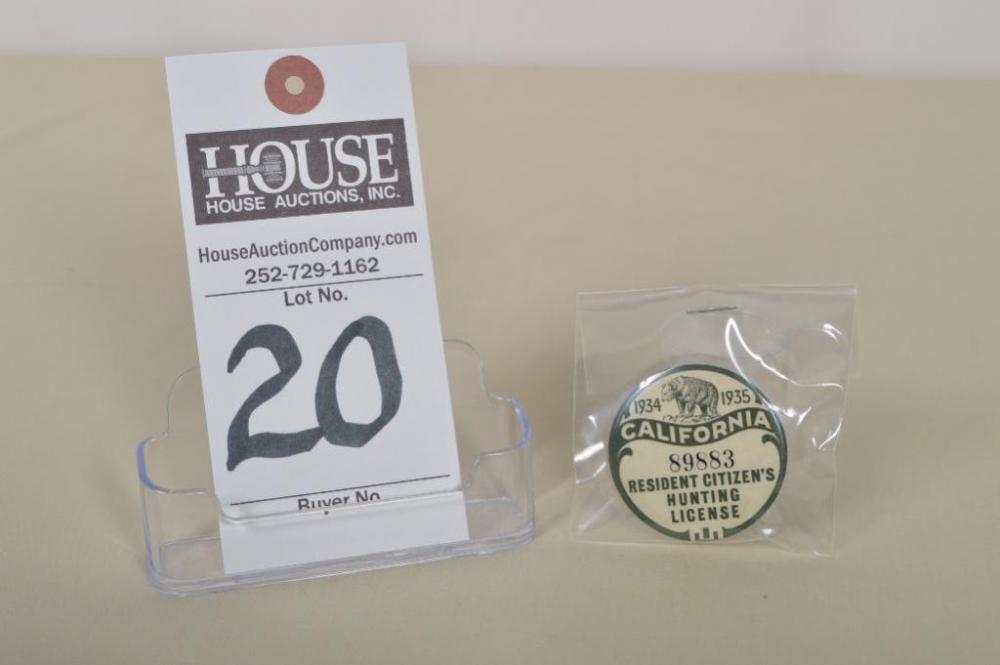 HOUSE
HOUSE AUCTIONS, INC.
HouseAuctionCompany.com
252-729-1162
Lot No.
20
Buyer No
1934 1935
CALIFORNIA
89883
RESIDENT CITIZEN'S
HUNTING
LICENSE